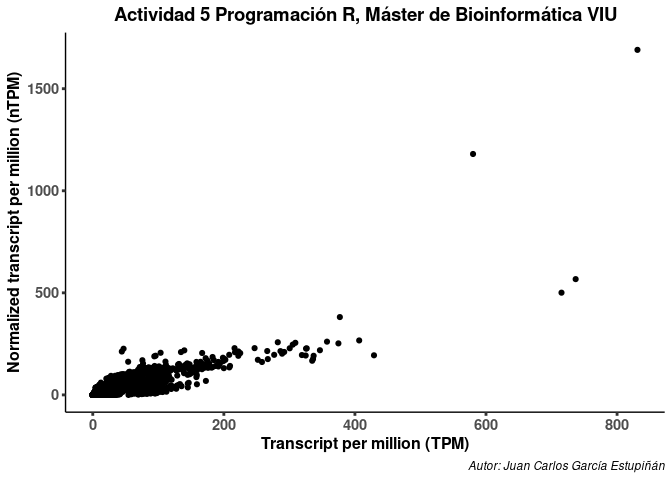 Actividad 5 Programación R, Máster de Bioinformática VIU
Normalized transcript per million (nTPM)
1500
1000
500
0
0 200 400 600 800
Transcript per million (TPM)
Autor: Juan Carlos García Estupiñán